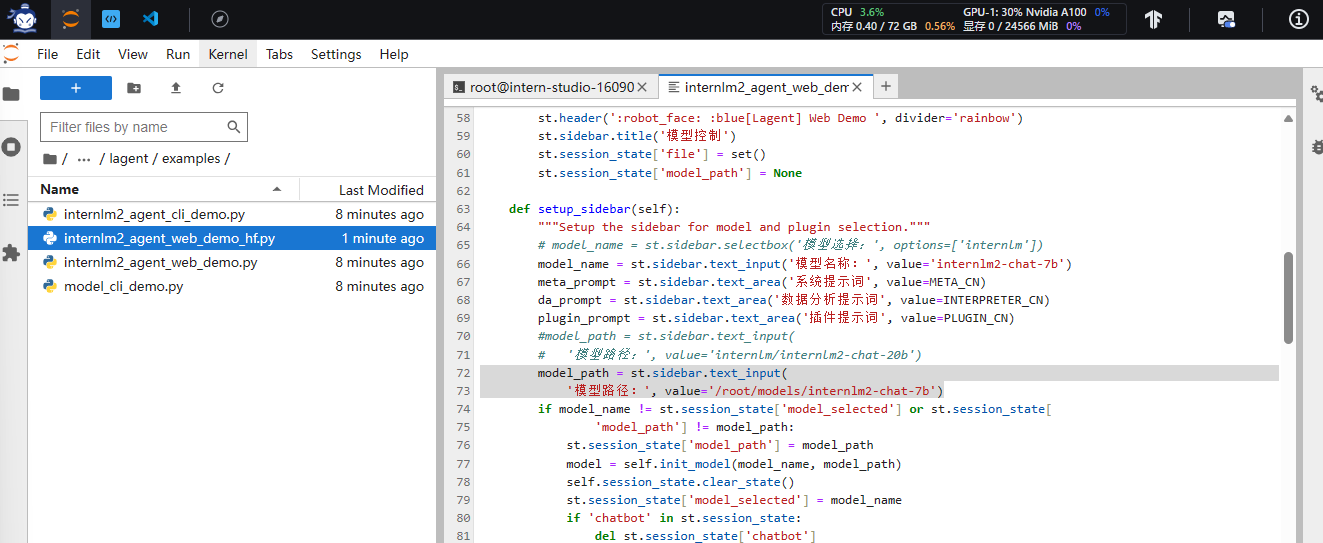 CPU 3.6% GPU-1: 30% Nvidia A100 0%
内存 0.40 / 72 GB 0.56% 显存 0 / 24566 MiB 0%
File Edit View Run Kernel Tabs Settings Help
root@intern-studio-16090
internlm2_agent_web_dem
Filter files by name
/ ... / lagent / examples /
Name Last Modified
internlm2_agent_cli_demo.py 8 minutes ago
internlm2_agent_web_demo_hf.py 1 minute ago
internlm2_agent_web_demo.py 8 minutes ago
model_cli_demo.py 8 minutes ago
58 st.header(':robot_face: :blue[Lagent] Web Demo ', divider='rainbow')
59 st.sidebar.title('模型控制')
60 st.session_state['file'] = set()
61 st.session_state['model_path'] = None
62
63 def setup_sidebar(self):
64 """Setup the sidebar for model and plugin selection."""
65 # model_name = st.sidebar.selectbox('模型选择：', options=['internlm'])
66 model_name = st.sidebar.text_input('模型名称：', value='internlm2-chat-7b')
67 meta_prompt = st.sidebar.text_area('系统提示词', value=META_CN)
68 da_prompt = st.sidebar.text_area('数据分析提示词', value=INTERPRETER_CN)
69 plugin_prompt = st.sidebar.text_area('插件提示词', value=PLUGIN_CN)
70 #model_path = st.sidebar.text_input(
71 # '模型路径：', value='internlm/internlm2-chat-20b')
72 model_path = st.sidebar.text_input(
73 '模型路径：', value='/root/models/internlm2-chat-7b')
74 if model_name != st.session_state['model_selected'] or st.session_state[
75 'model_path'] != model_path:
76 st.session_state['model_path'] = model_path
77 model = self.init_model(model_name, model_path)
78 self.session_state.clear_state()
79 st.session_state['model_selected'] = model_name
80 if 'chatbot' in st.session_state:
81 del st.session_state['chatbot']